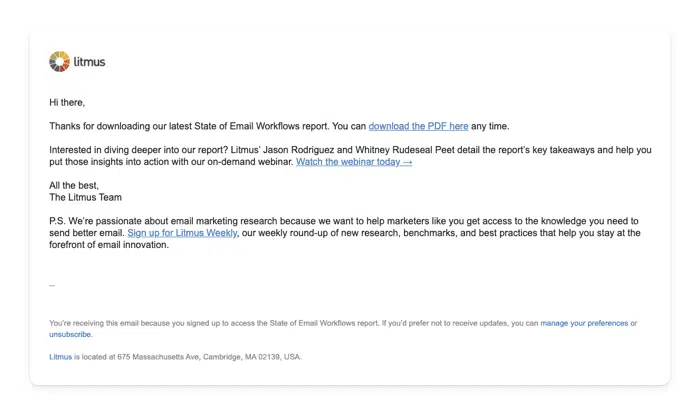 litmus
Hi there,
Thanks for downloading our latest State of Email Workflows report. You can download the PDF here any time.
Interested in diving deeper into our report? Litmus' Jason Rodriguez and Whitney Rudeseal Peet detail the report's key takeaways and help you
put those insights into action with our on-demand webinar. Watch the webinar today →
All the best,
The Litmus Team
P.S. We're passionate about email marketing research because we want to help marketers like you get access to the knowledge you need to
send better email. Sign up for Litmus Weekly, our weekly round-up of new research, benchmarks, and best practices that help you stay at the
forefront of email innovation.
--
You're receiving this email because you signed up to access the State of Email Workflows report. If you'd prefer not to receive updates, you can manage your preferences or
unsubscribe.
Litmus is located at 675 Massachusetts Ave, Cambridge, MA 02139, USA.